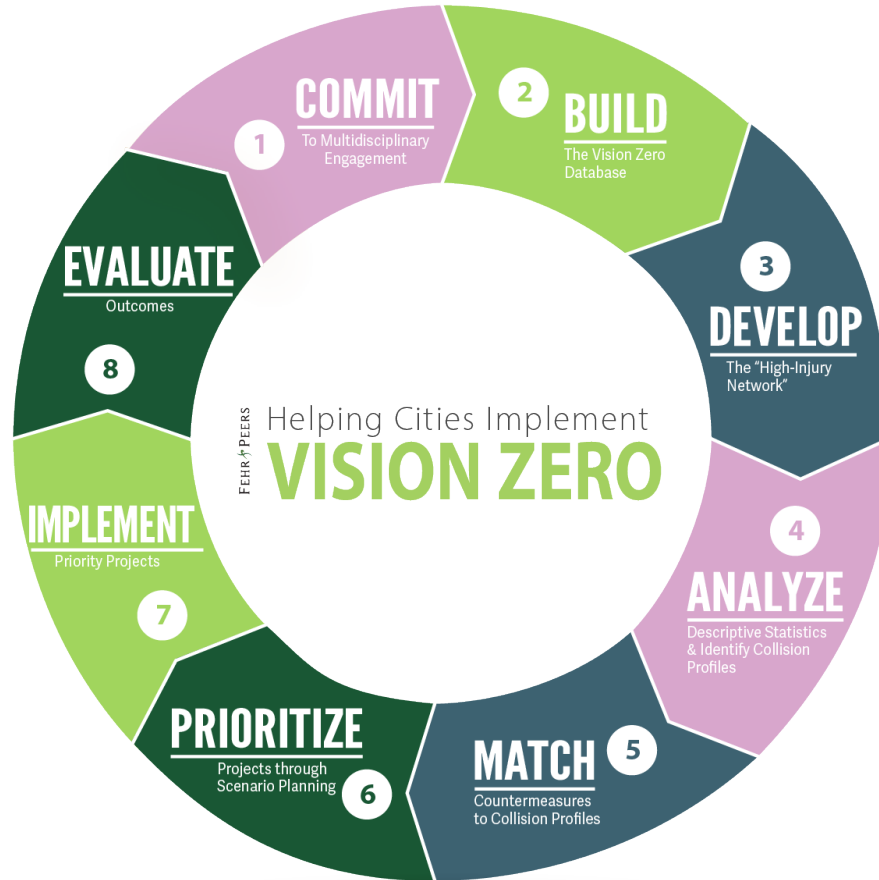 1
COMMIT
To Multidisciplinary
Engagement
2
BUILD
The Vision Zero
Database
3
DEVELOP
The “High-Injury
Network”
4
ANALYZE
Descriptive Statistics
& Identify Collision
Profiles
5
MATCH
Countermeasures
to Collision Profiles
6
PRIORITIZE
Projects through
Scenario Planning
7
IMPLEMENT
Priority Projects
8
EVALUATE
Outcomes
FEHR PEERS
Helping Cities Implement
VISION ZERO